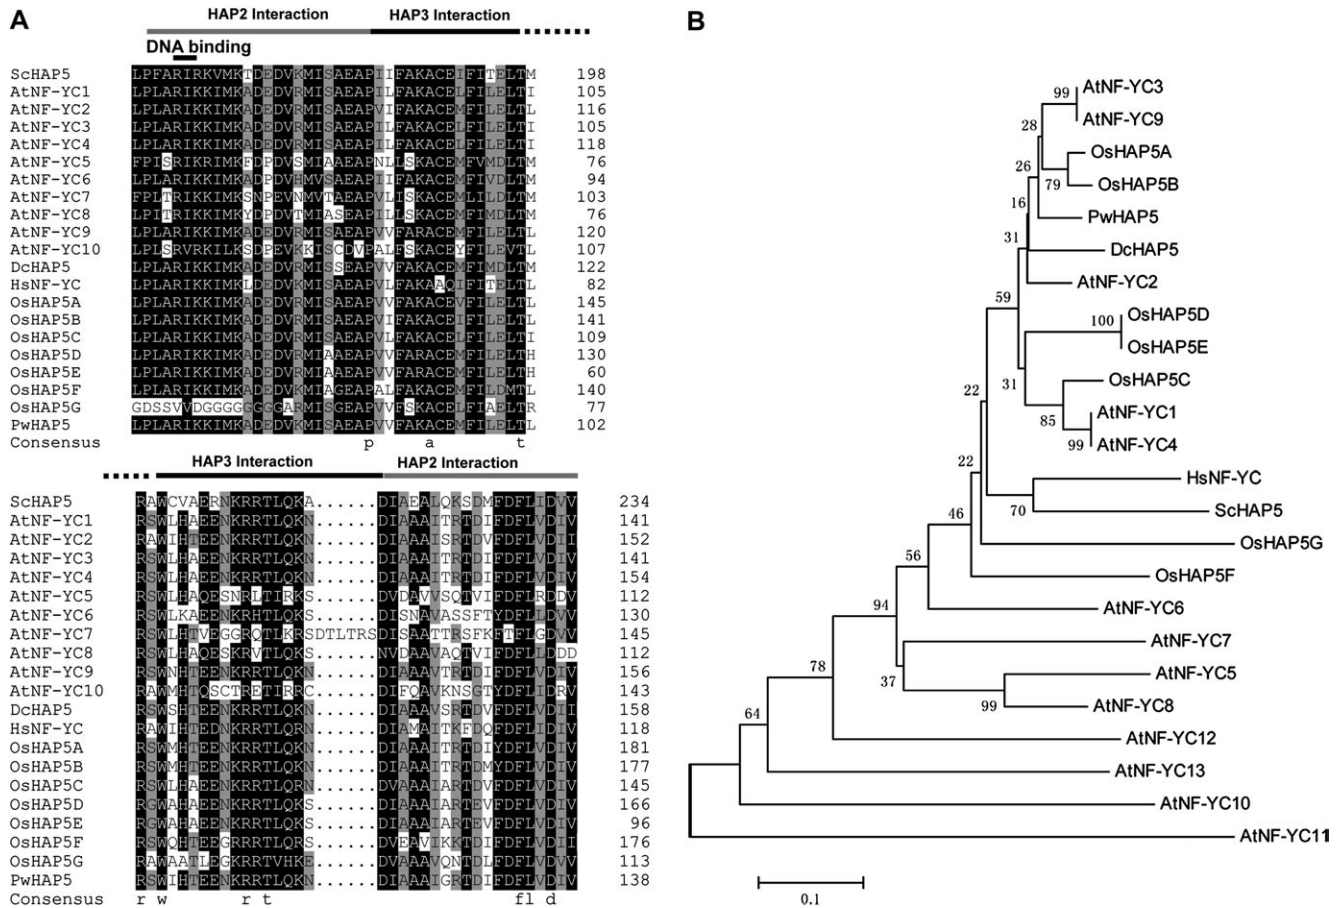 A
HAP2 Interaction HAP3 Interaction
DNA binding
ScHAP5 LPFARIRKVMKTDEDVKMISAEAPIIFAKACEIFITELTM 198
AtNF-YC1 LPLARIKKIMKADEDVRMISAEAPVIFAKACEMFILELTL 105
AtNF-YC2 LPLARIKKIMKADEDVRMISAEAPVIFAKACEMFILELTL 116
AtNF-YC3 LPLARIKKIMKADEDVRMISAEAPILFAKACELFILELTI 105
AtNF-YC4 LPLARIKKIMKADEDVRMISAEAPVIFAKACEMFILELTI 118
AtNF-YC5 FPISRIKKIMKFDPDVSMIAAEAPNLLSKACEMFVMDLTM 76
AtNF-YC6 LPLARIKKIMKADPDVHMVSAEAPIIFAKACEMFIVDLTM 94
AtNF-YC7 FPLTRIKKIMKSNPEVNMVTAEAPVLISKACEMLILDLTM 103
AtNF-YC8 LPITRIKKIMKYDPDVTMIASEAPILLSKACEMFIMDLTM 76
AtNF-YC9 LPLARIKKIMKADEDVRMISAEAPVVFARACEMFILELTL 120
AtNF-YC10 LPLSRVRKILKSDPEVKKISCDVPALFSKACEYFILEVTL 107
DcHAP5 LPLARIKKIMKADEDVRMISSEAPVVFAKACEMFIMDLTM 122
HsNF-YC LPLARIKKIMKLDEDVKMISAEAPVLFAKAAQIFITELTL 82
OsHAP5A LPLARIKKIMKADEDVRMISAEAPVVFAKACEVFILELTL 145
OsHAP5B LPLARIKKIMKADEDVRMISAEAPVIFAKACEMFILELTL 141
OsHAP5C LPLARIKKIMKADEDVRMISAEAPVLFAKACELFILELTI 109
OsHAP5D LPLARIKKIMKADEDVRMIAAEAPVVFARACEMFILELTH 130
OsHAP5E LPLARIKKIMKADEDVRMIAAEAPVVFARACEMFILELTH 60
OsHAP5F LPLARIKKIMKADEDVRMIAGEAPALFAKACEMFILDMTL 140
OsHAP5G GDSSVVDGGGGGGGGARMISGEAPVVFSKACELFIAELTR 77
PwHAP5 LPLARIKKIMKADEDVRMISAEAPVIFAKACEMFILELTL 102
Consensus p a t
HAP3 Interaction HAP2 Interaction
ScHAP5 RAWCVAERNKRRTLQKA......DIAEALQKSDMFDFLIDVV 234
AtNF-YC1 RSWLHAEENKRRTLQKN......DIAAAITRTDIFDFLVDIV 141
AtNF-YC2 RAWIHTEENKRRTLQKN......DIAAAISRTDVFDFLVDII 152
AtNF-YC3 RSWLHTEENKRRTLQKN......DIAAAITRTDIFDFLVDIV 141
AtNF-YC4 RSWLHAEENKRRTLQKN......DIAAAITRTDIFDFLVDIV 154
AtNF-YC5 RSWLHAQESNRLTIRKS......DVDAVVSQTVIFDFLRDDV 112
AtNF-YC6 RSWLKAEENKRHTLQKS......DISNAVASSFTYDFLLDVV 130
AtNF-YC7 RSWLHTVEGGRQTLKRSDTLTRSDISAATTRSFKFTFLGDVV 145
AtNF-YC8 RSWLHAQESKRVTLQKS......NVDAAVAQTVIFDFLLDDD 112
AtNF-YC9 RSWNHTEENKRRTLQKN......DIAAAVTRTDIFDFLVDIV 156
AtNF-YC10 RAWMHTQSCTRETIRRC......DIFQAVKNSGTYDFLIDRV 143
DcHAP5 RSWSHTEENKRRTLQKN......DIAAAVSRTDVFDFLVDII 158
HsNF-YC RAWIHTEDNKRRTLQKN......DIAMAITKFDQFDFLIDIV 118
OsHAP5A RSWMHTEENKRRTLQKN......DIAAAITRTDIYDFLVDIV 181
OsHAP5B RSWMHTEENKRRTLQKN......DIAAAITRTDMYDFLVDIV 177
OsHAP5C RSWLHAEENKRRTLQRN......DVAAAIARTDVFDFLVDIV 145
OsHAP5D RGWAHAEENKRRTLQKS......DIAAAIARTEVFDFLVDIV 166
OsHAP5E RGWAHAEENKRRTLQKS......DIAAAIARTEVFDFLVDIV 96
OsHAP5F RSWQHTEEGRRRTLQRS......DVEAVIKKTDIFDFLVDII 176
OsHAP5G RAWAATLEGKRRTVHKE......DVAAAVQNTDLFDFLVDVV 113
PwHAP5 RSWIHTEENKRRTLQKN......DIAAAIGRTDIFDFLVDIV 138
Consensus r w r t fl d
B
99
AtNF-YC3
AtNF-YC9
28
OsHAP5A
26
79
OsHAP5B
16
PwHAP5
31
DcHAP5
AtNF-YC2
59
OsHAP5D
100
OsHAP5E
31
OsHAP5C
22
85
AtNF-YC1
99
AtNF-YC4
22
HsNF-YC
70
ScHAP5
46
OsHAP5G
56
OsHAP5F
94
AtNF-YC6
AtNF-YC7
78
37
AtNF-YC5
99
AtNF-YC8
64
AtNF-YC12
AtNF-YC13
AtNF-YC10
AtNF-YC11
0.1